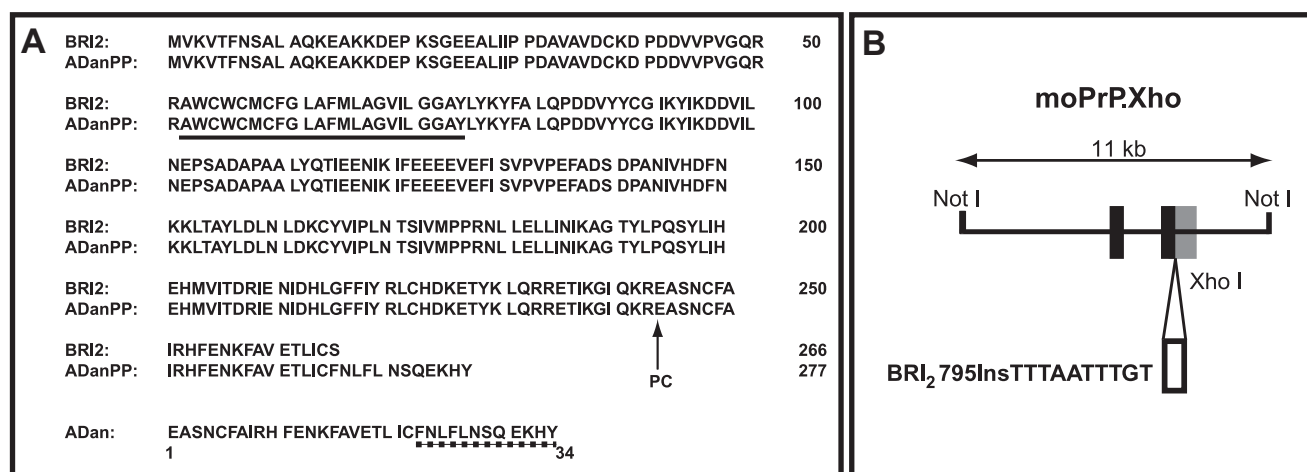 A
BRI2: MVKVTFNSAL AQKEAKKDEP KSGEEALIIP PDAVAVDCKD PDDVVPVGQR 50
ADanPP: MVKVTFNSAL AQKEAKKDEP KSGEEALIIP PDAVAVDCKD PDDVVPVGQR
BRI2: RAWCWCMCFG LAFMLAGVIL GGAYLYKYFA LQPDDVYYCG IKYIKDDVIL 100
ADanPP: RAWCWCMCFG LAFMLAGVIL GGAYLYKYFA LQPDDVYYCG IKYIKDDVIL
BRI2: NEPSADAPAA LYQTIEENIK IFEEEEVEFI SVPVPEFADS DPANIVHDFN 150
ADanPP: NEPSADAPAA LYQTIEENIK IFEEEEVEFI SVPVPEFADS DPANIVHDFN
BRI2: KKLTAYLDLN LDKCYVIPLN TSIVMPPRNL LELLINIKAG TYLPQSYLIH 200
ADanPP: KKLTAYLDLN LDKCYVIPLN TSIVMPPRNL LELLINIKAG TYLPQSYLIH
BRI2: EHMVITDRIE NIDHLGFFIY RLCHDKETYK LQRRETIKGI QKREASNCFA 250
ADanPP: EHMVITDRIE NIDHLGFFIY RLCHDKETYK LQRRETIKGI QKREASNCFA
BRI2: IRHFENKFAV ETLICS 266
ADanPP: IRHFENKFAV ETLICFNLFL NSQEKHY 277
PC
ADan: EASNCFAIRH FENKFAVETL ICFNLFLNSQ EKHY
1 34
B
moPrP.Xho
11 kb
Not I Not I
Xho I
BRI2 795InsTTTAATTTGT